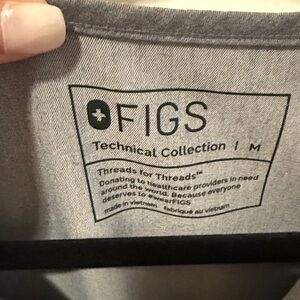 FIGS
Technical Collection | M
Threads for Threads™
Donating to healthcare providers in need
around the world. Because everyone
deserves to #wearFIGS
made in vietnam fabriqué au vietnam